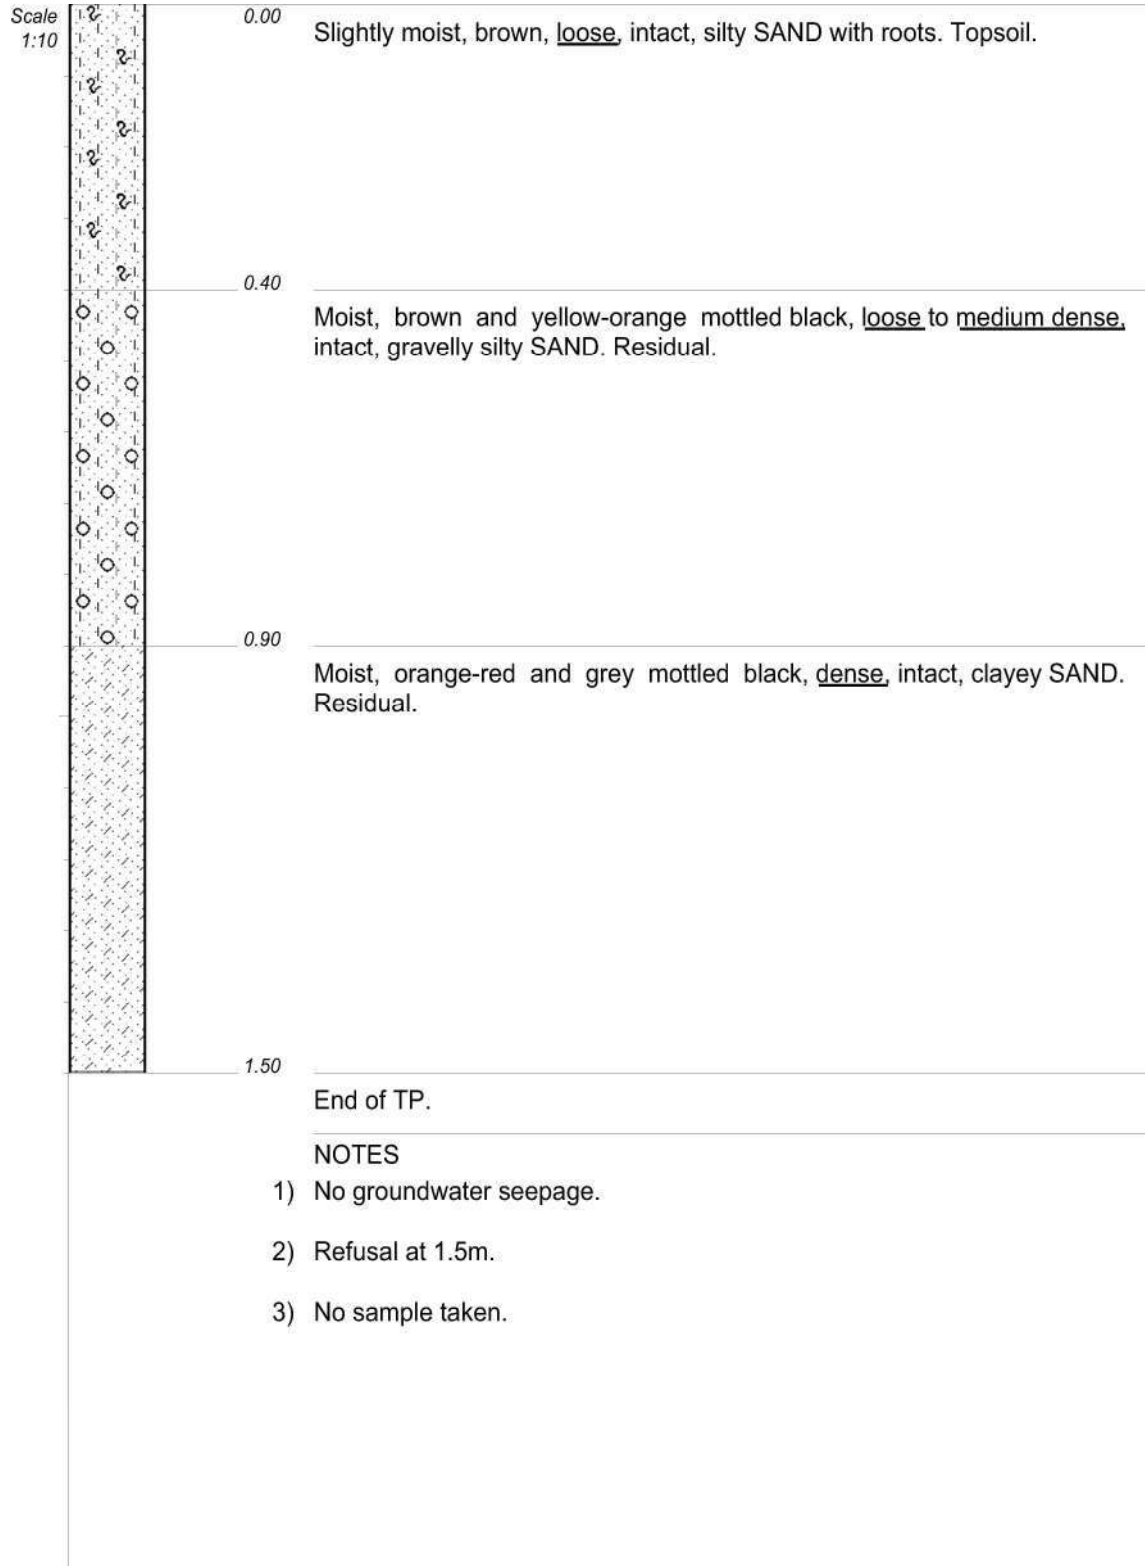 Scale
1:10
0.00
Slightly moist, brown, loose, intact, silty SAND with roots. Topsoil.
0.40
Moist, brown and yellow-orange mottled black, loose to medium dense,
intact, gravelly silty SAND. Residual.
0.90
Moist, orange-red and grey mottled black, dense, intact, clayey SAND.
Residual.
1.50
End of TP.
NOTES
1) No groundwater seepage.
2) Refusal at 1.5m.
3) No sample taken.